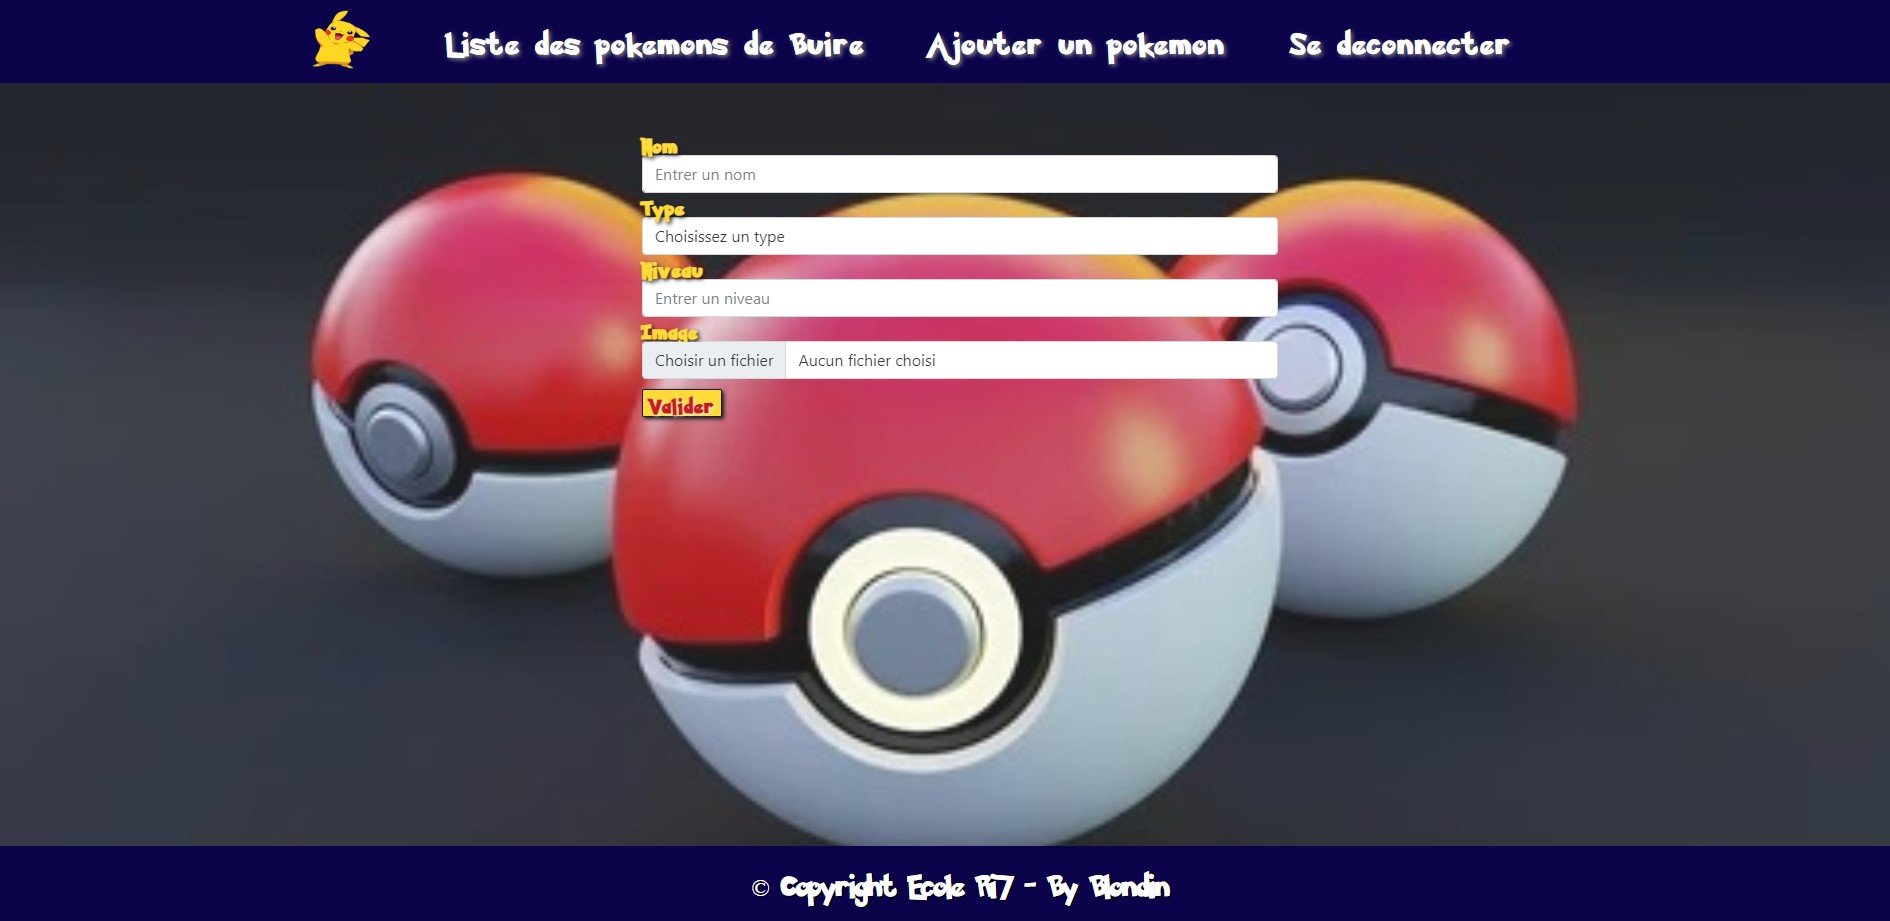 Liste des pokemons de Buire
Ajouter un pokemon
Se deconnecter
Nom
Entrer un nom
Type
Choisissez un type
Niveau
Entrer un niveau
Image
Choisir un fichier
Aucun fichier choisi
Valider
© Copyright Ecole Ri7 - By Blondin